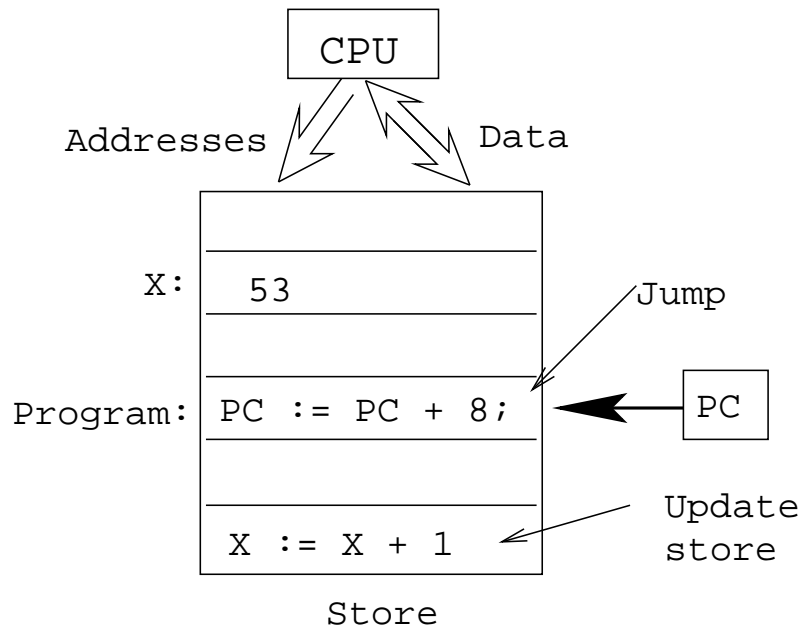 CPU
Addresses
Data
X:
53
Jump
Program:
PC := PC + 8;
PC
X := X + 1
Update
store
Store